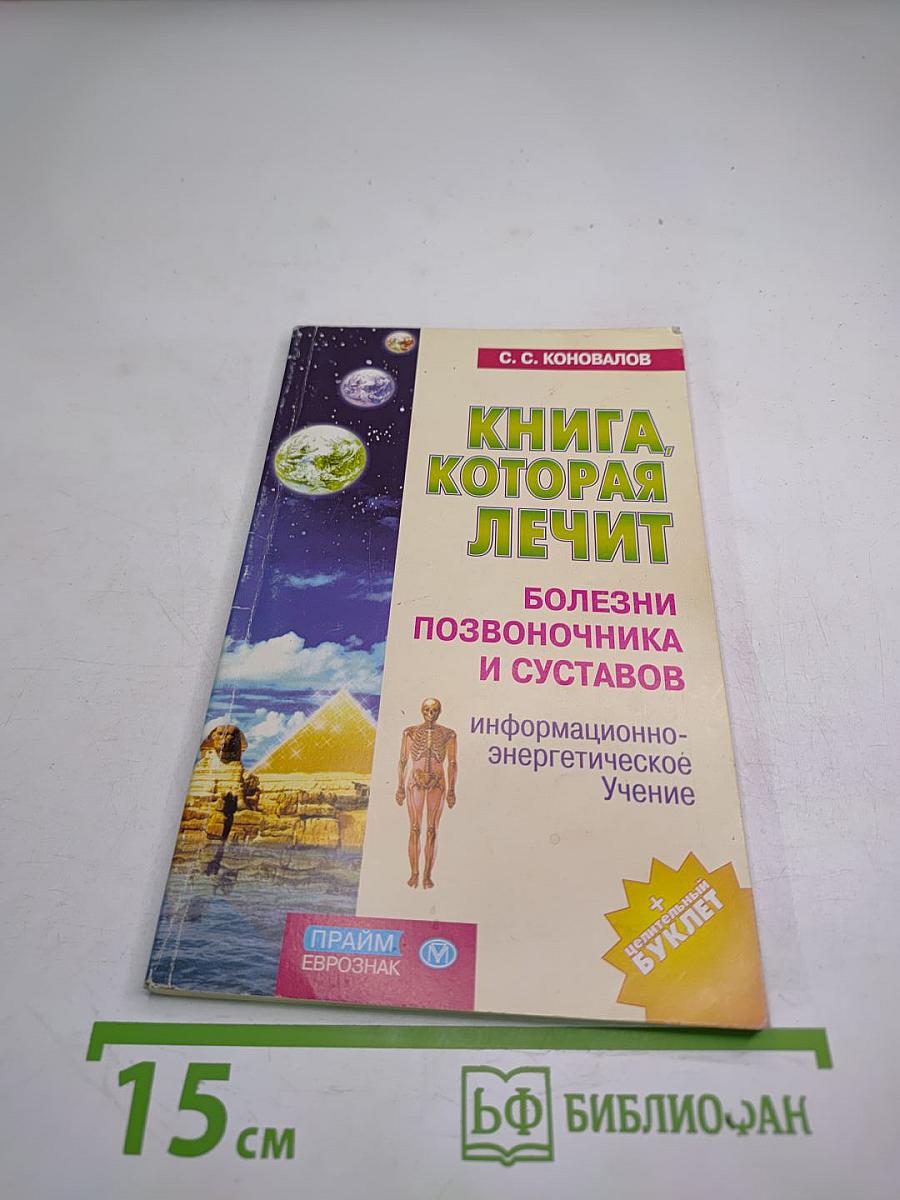 С. С. КОНОВАЛОВ
КНИГА,
КОТОРАЯ
ЛЕЧИТ
БОЛЕЗНИ
ПОЗВОНОЧНИКА
И СУСТАВОВ
информационно-
энергетическое
Учение
+
целительный
БУКЛЕТ
ПРАЙМ
ЕВРОЗНАК
15 см
БФ БИБЛИОФАН